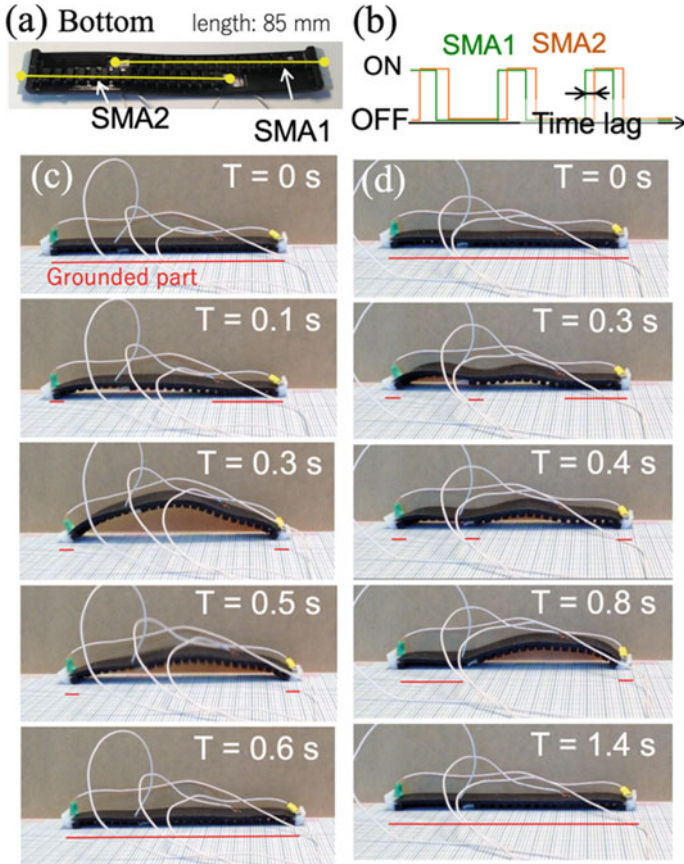 (a) Bottom length: 85 mm
SMA2
SMA1
(b)
SMA1 SMA2
ON
OFF
Time lag
(c)
T = 0 s
Grounded part
T = 0.1 s
T = 0.3 s
T = 0.5 s
T = 0.6 s
(d)
T = 0 s
T = 0.3 s
T = 0.4 s
T = 0.8 s
T = 1.4 s